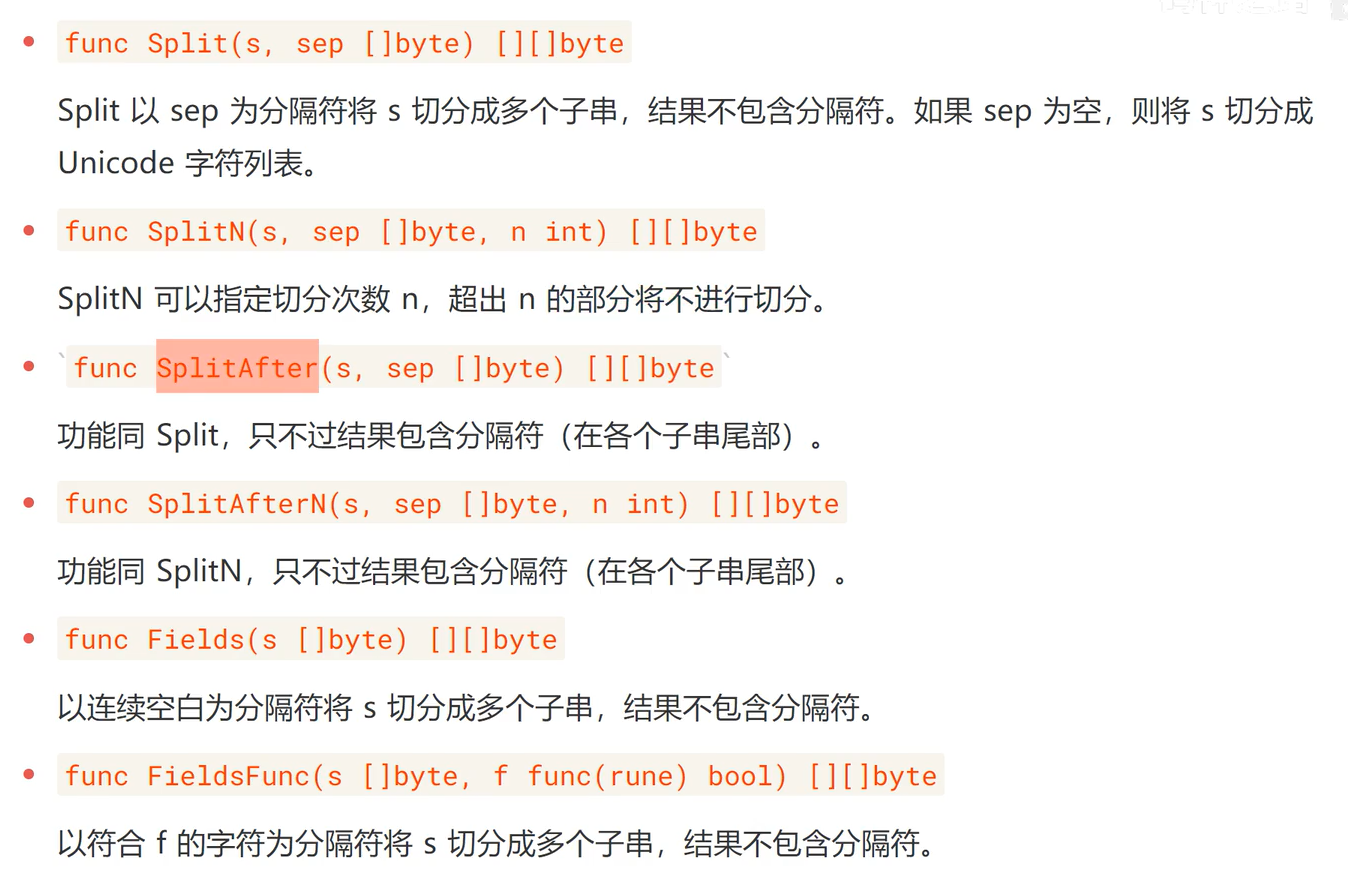 func Split(s, sep []byte) [][]byte
Split 以 sep 为分隔符将 s 切分成多个子串，结果不包含分隔符。如果 sep 为空，则将 s 切分成
Unicode 字符列表。
func SplitN(s, sep []byte, n int) [][]byte
SplitN 可以指定切分次数 n，超出 n 的部分将不进行切分。
`func SplitAfter(s, sep []byte) [][]byte`
功能同 Split，只不过结果包含分隔符（在各个子串尾部）。
func SplitAfterN(s, sep []byte, n int) [][]byte
功能同 SplitN，只不过结果包含分隔符（在各个子串尾部）。
func Fields(s []byte) [][]byte
以连续空白为分隔符将 s 切分成多个子串，结果不包含分隔符。
func FieldsFunc(s []byte, f func(rune) bool) [][]byte
以符合 f 的字符为分隔符将 s 切分成多个子串，结果不包含分隔符。